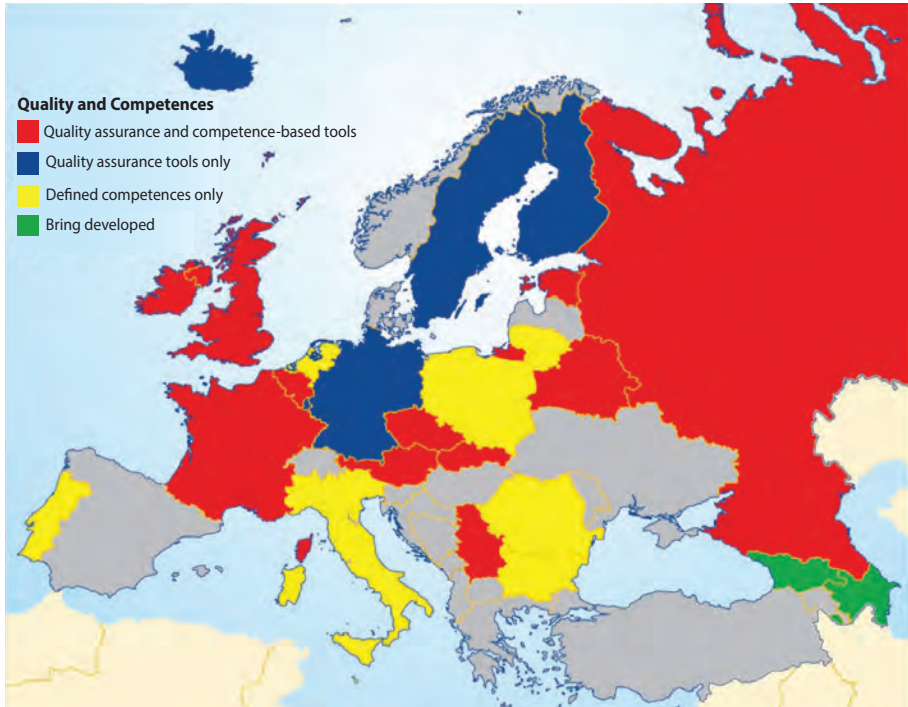 Quality and Competences
Quality assurance and competence-based tools
Quality assurance tools only
Defined competences only
Bring developed